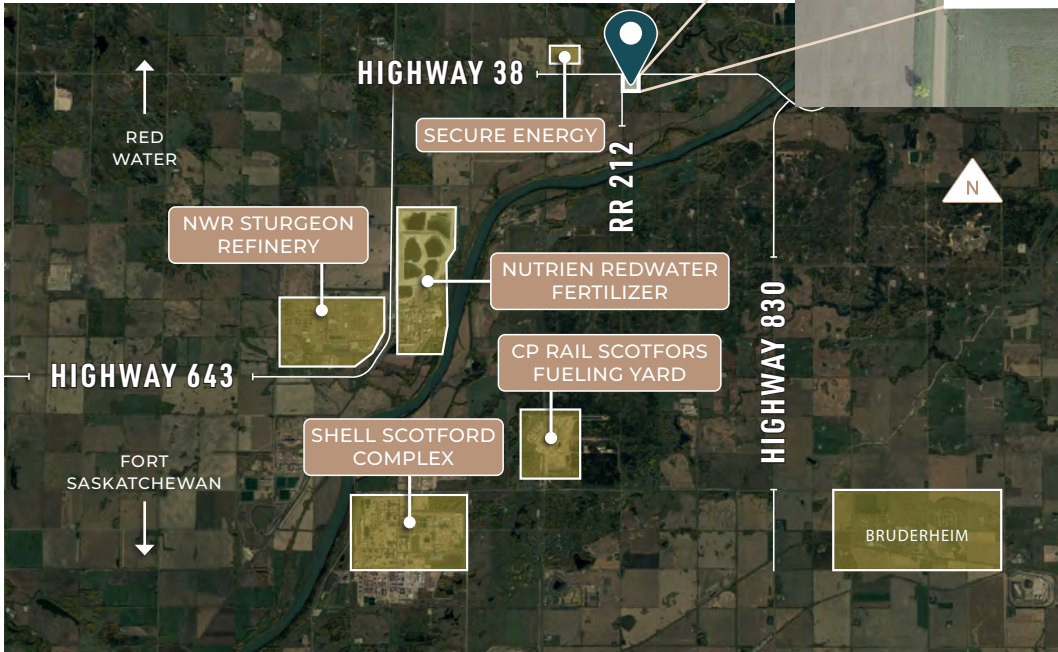 HIGHWAY 38
RED
WATER
SECURE ENERGY
RR 212
N
NWR STURGEON
REFINERY
NUTRIEN REDWATER
FERTILIZER
HIGHWAY 830
CP RAIL SCOTFORS
FUELING YARD
HIGHWAY 643
SHELL SCOTFORD
COMPLEX
FORT
SASKATCHEWAN
BRUDERHEIM